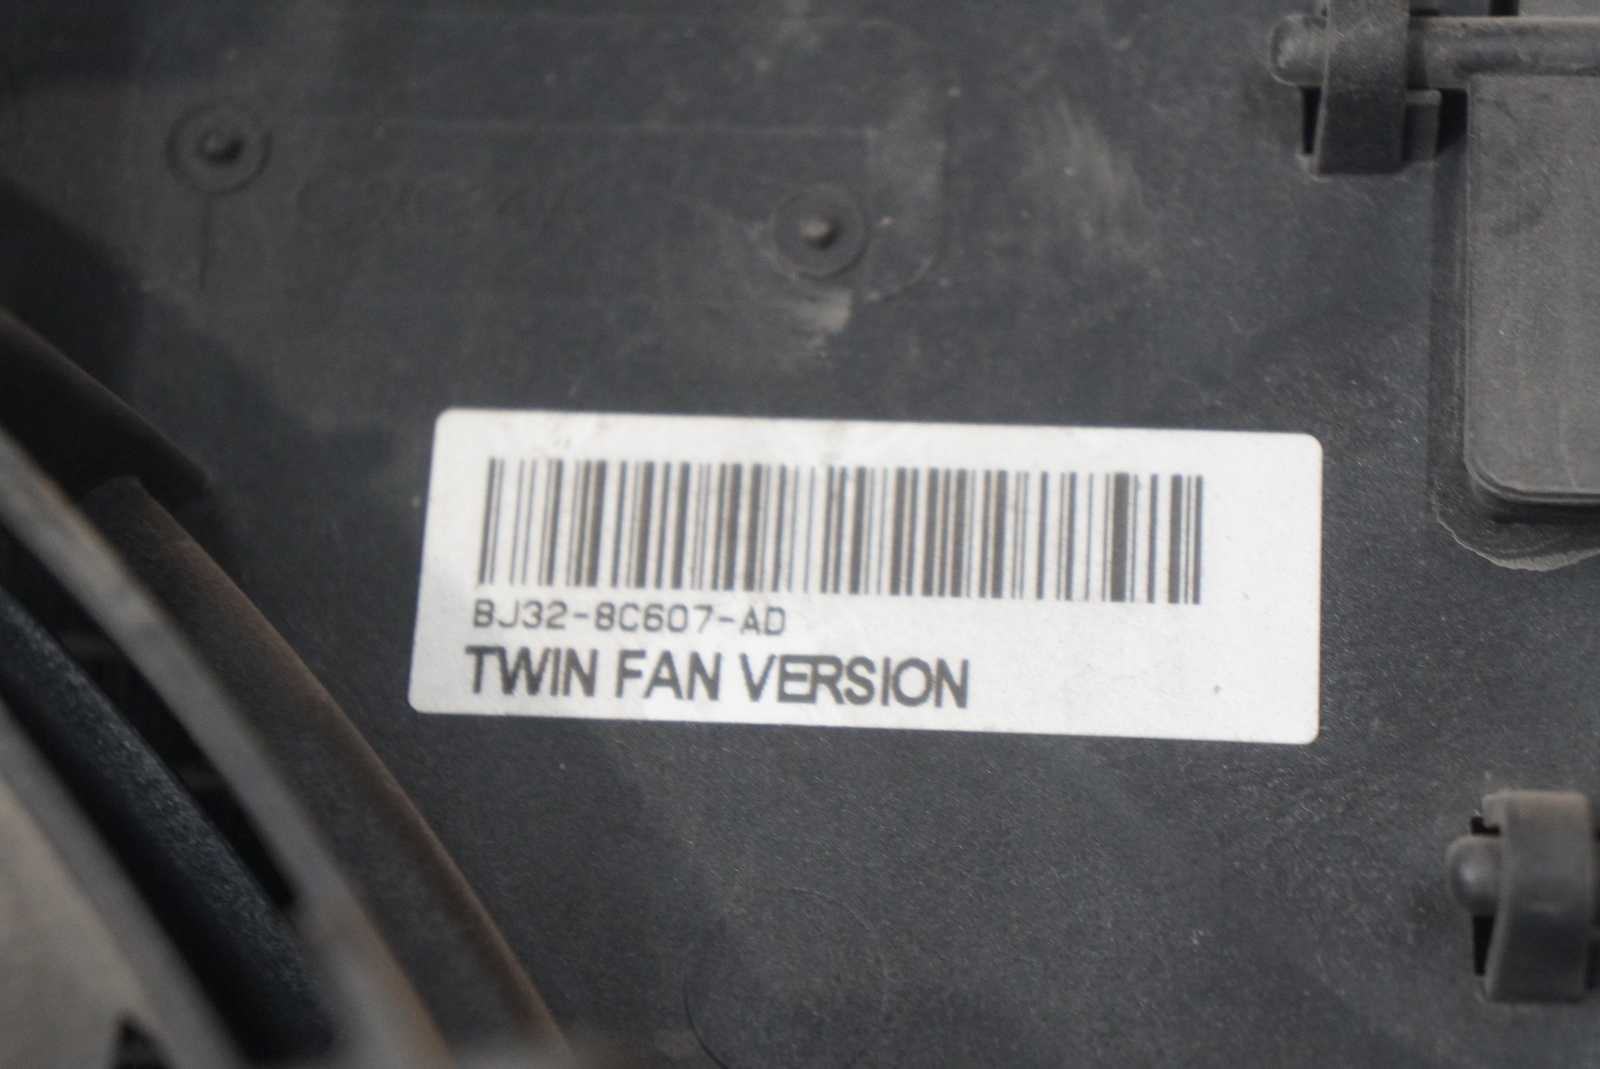 BJ32-8C607-AD
TWIN FAN VERSION